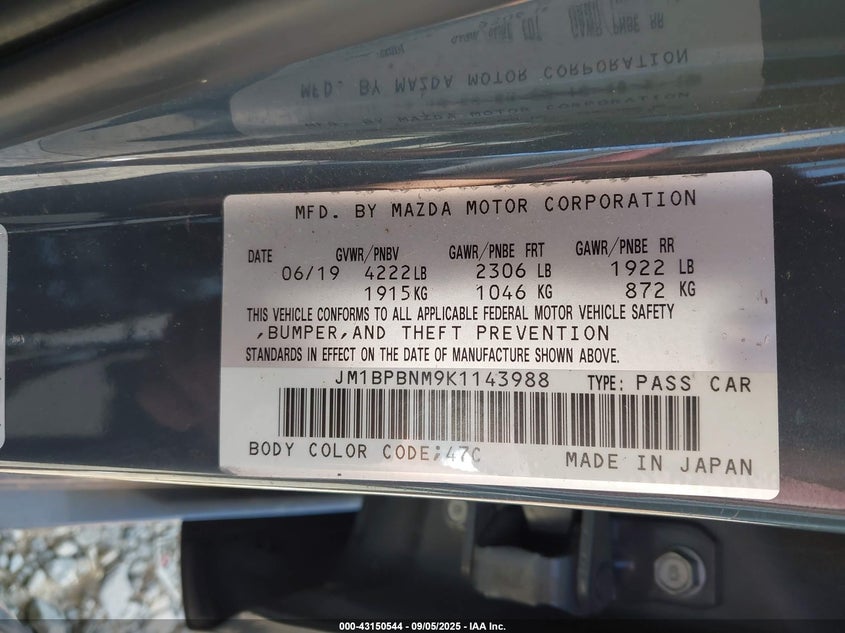 MFD. BY MAZDA MOTOR CORPORATION
DATE GVWR/PNBV GAWR/PNBE FRT GAWR/PNBE RR
06/19 4222LB 2306 LB 1922 LB
1915KG 1046 KG 872 KG
THIS VEHICLE CONFORMS TO ALL APPLICABLE FEDERAL MOTOR VEHICLE SAFETY
,BUMPER,AND THEFT PREVENTION
STANDARDS IN EFFECT ON THE DATE OF MANUFACTURE SHOWN ABOVE.
JM1BPBNM9K1143988 TYPE: PASS CAR
BODY COLOR CODE;47C
MADE IN JAPAN
000-43150544 - 09/05/2025 - IAA Inc.